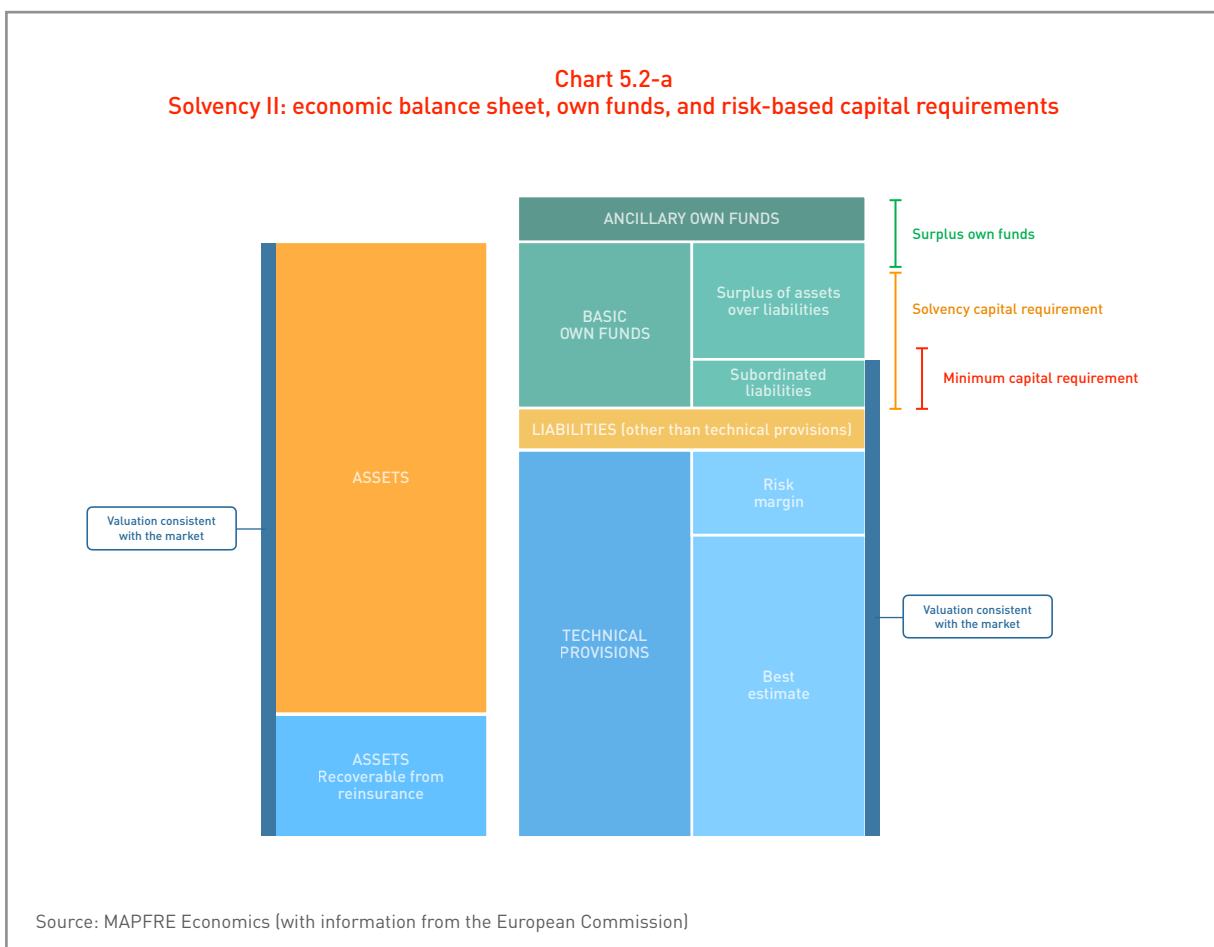 Chart 5.2-a
Solvency II: economic balance sheet, own funds, and risk-based capital requirements
ANCILLARY OWN FUNDS
Surplus own funds
BASIC
OWN FUNDS
Surplus of assets
over liabilities
Solvency capital requirement
Subordinated
liabilities
Minimum capital requirement
LIABILITIES (other than technical provisions)
ASSETS
Risk
margin
Valuation consistent
with the market
TECHNICAL
PROVISIONS
Best
estimate
Valuation consistent
with the market
ASSETS
Recoverable from
reinsurance
Source: MAPFRE Economics (with information from the European Commission)